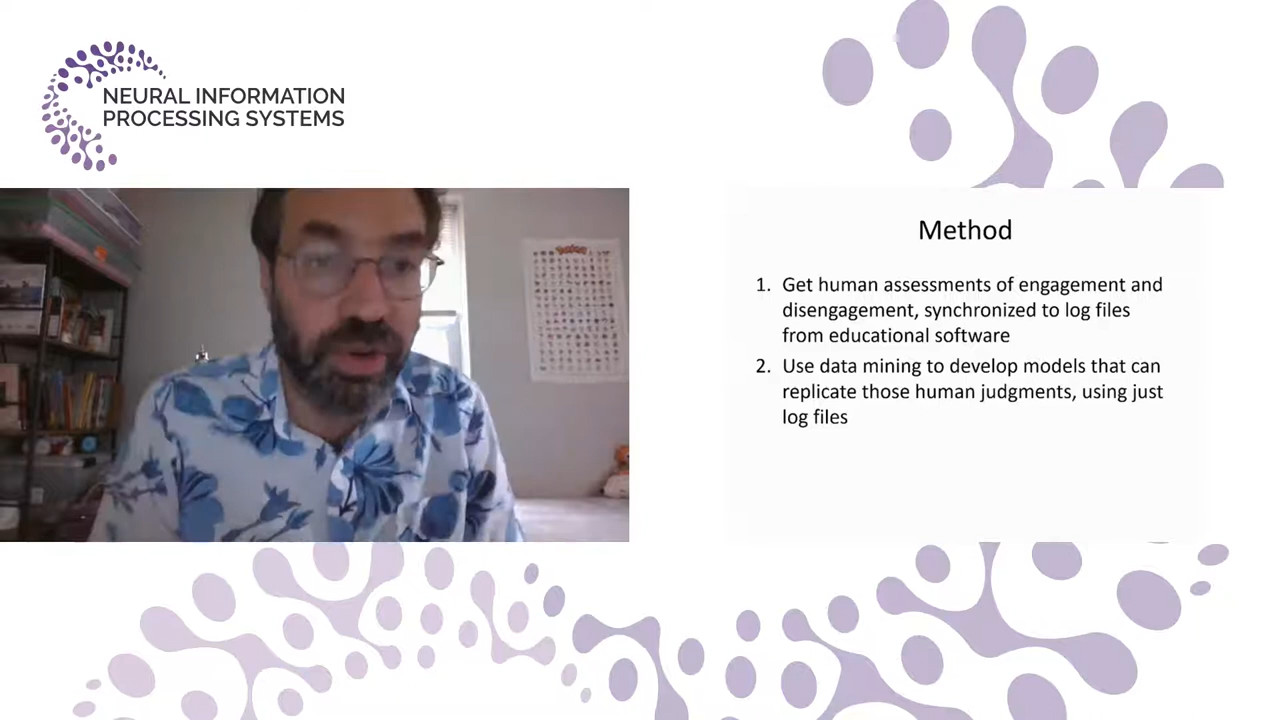 NEURAL INFORMATION
PROCESSING SYSTEMS
Method
1. Get human assessments of engagement and
disengagement, synchronized to log files
from educational software
2. Use data mining to develop models that can
replicate those human judgments, using just
log files